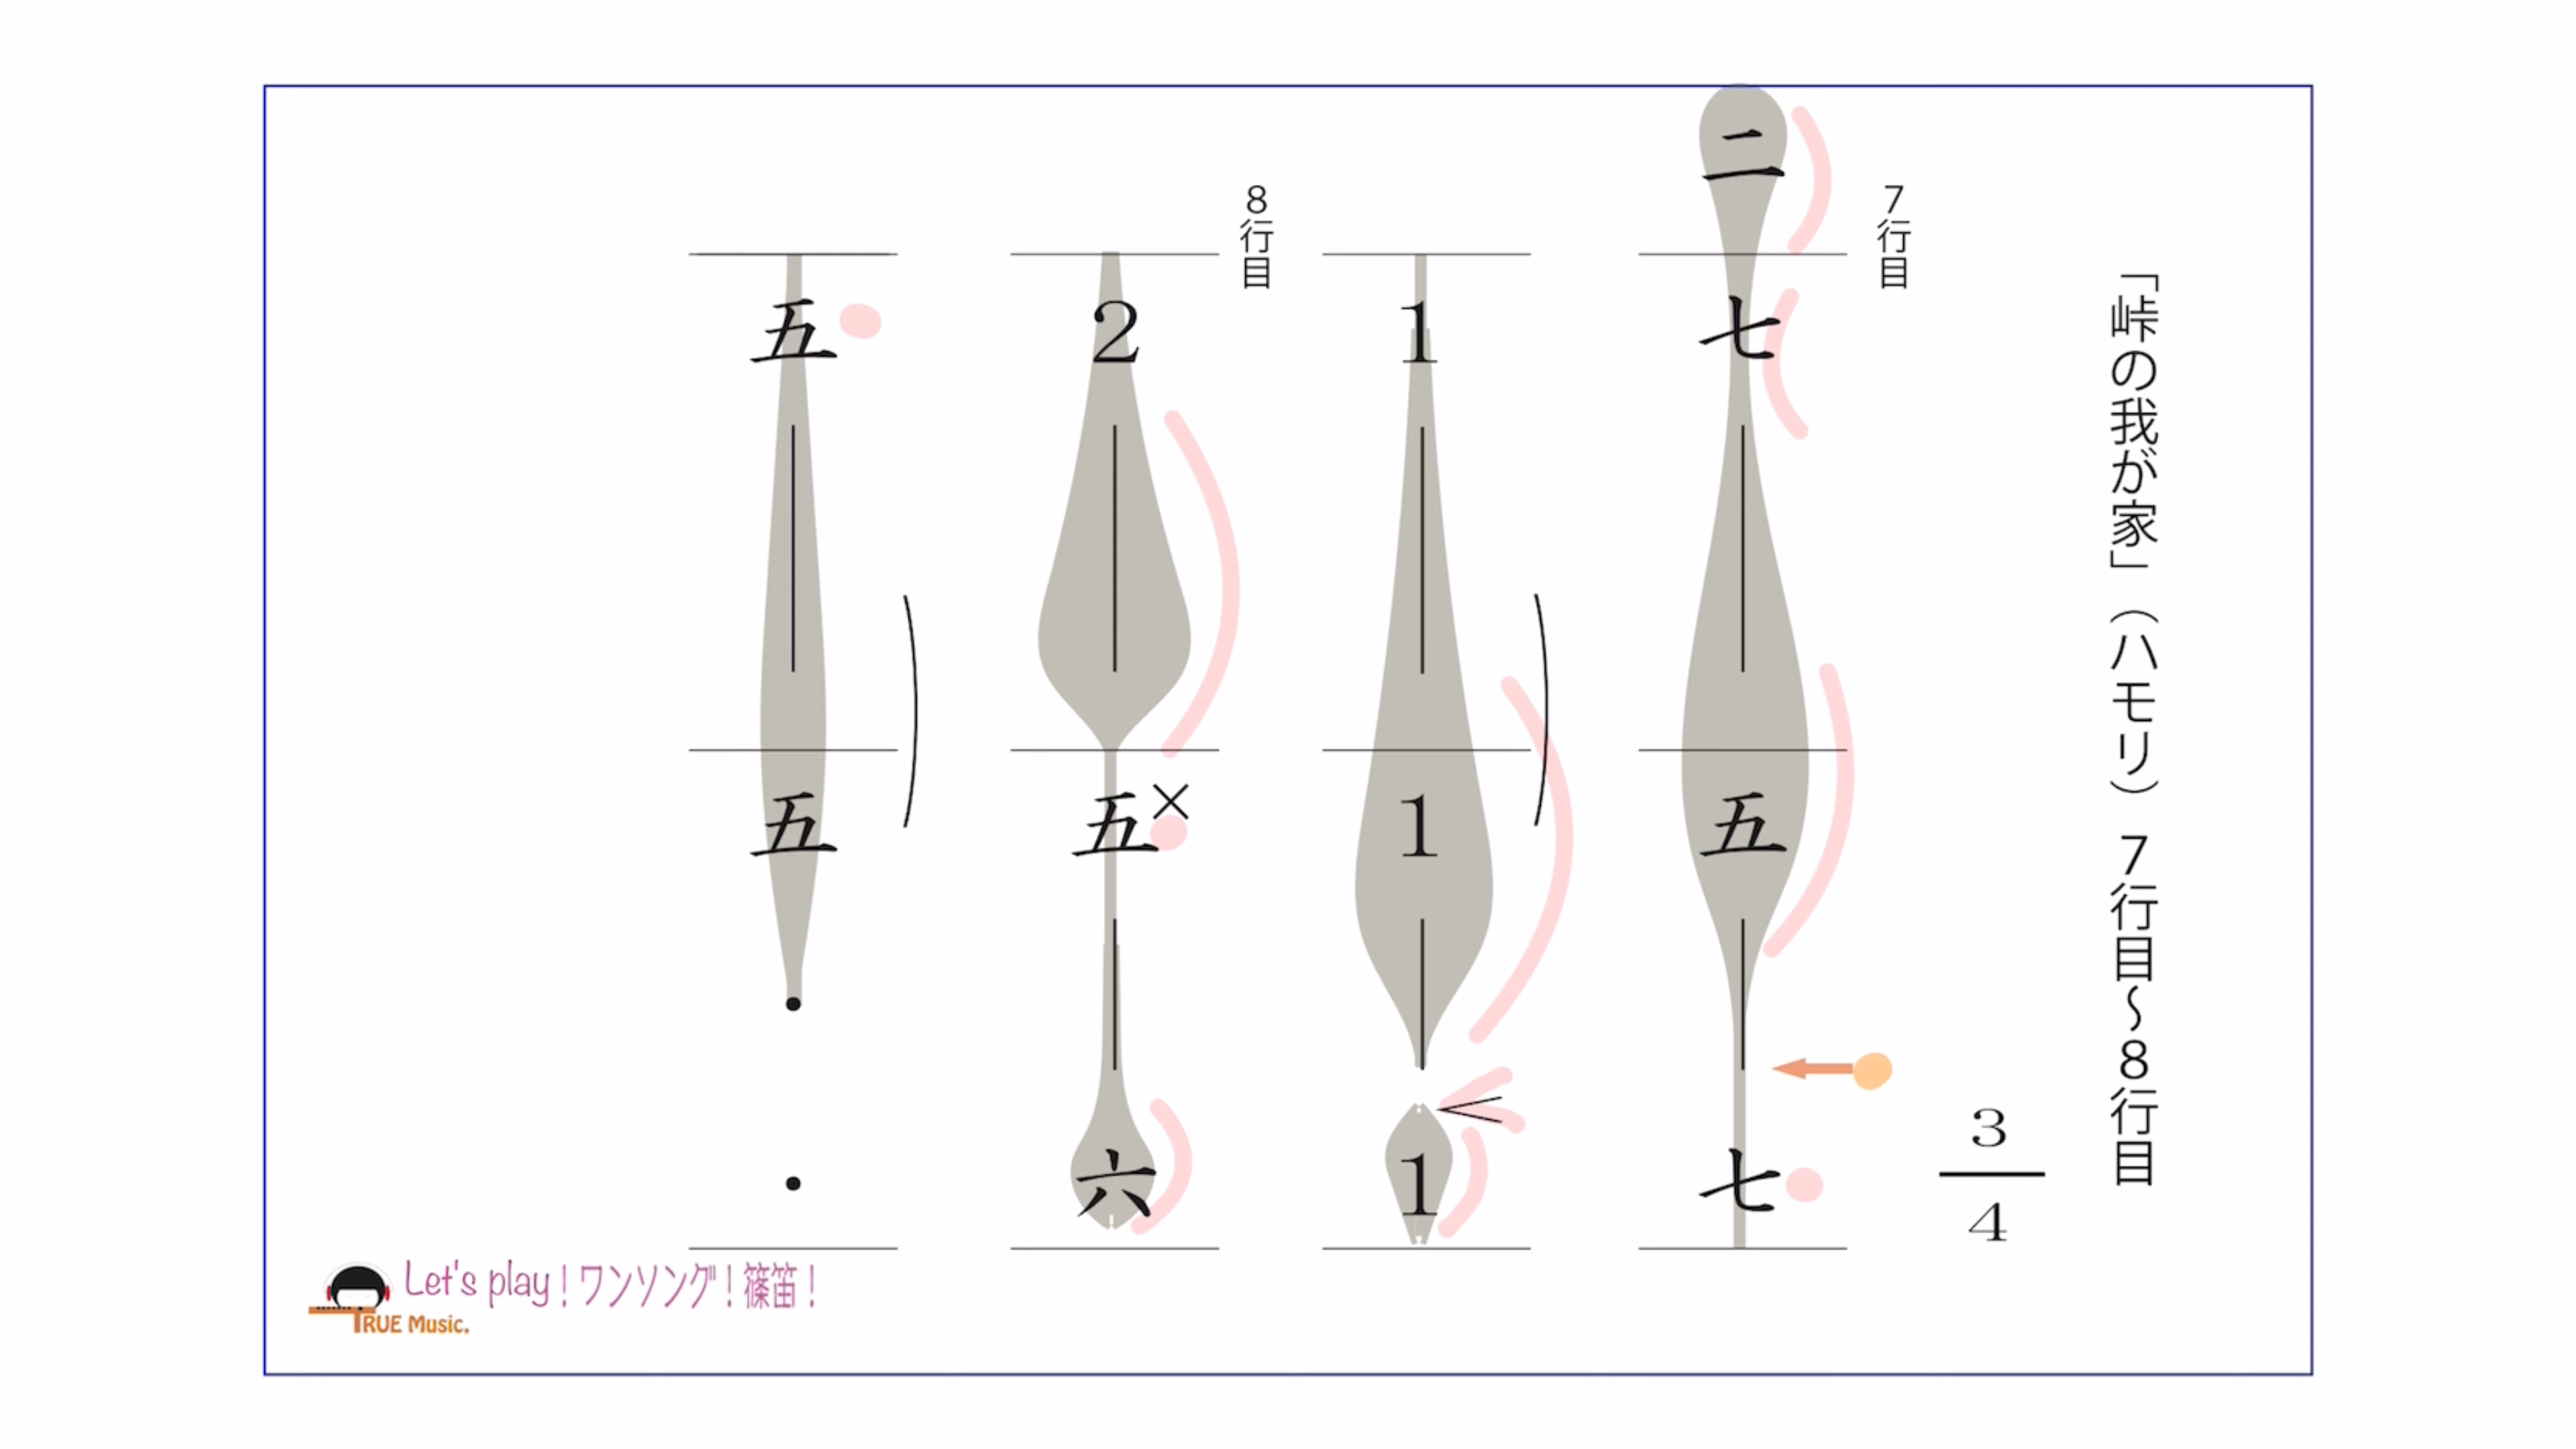 「峠の我が家」（ハモリ） 7行目～8行目
3
4
7行目
二
七
五
七
1
1
1
8行目
2
五×
六
五
五
Let's play！ワンソング！篠笛！
TRUE Music.